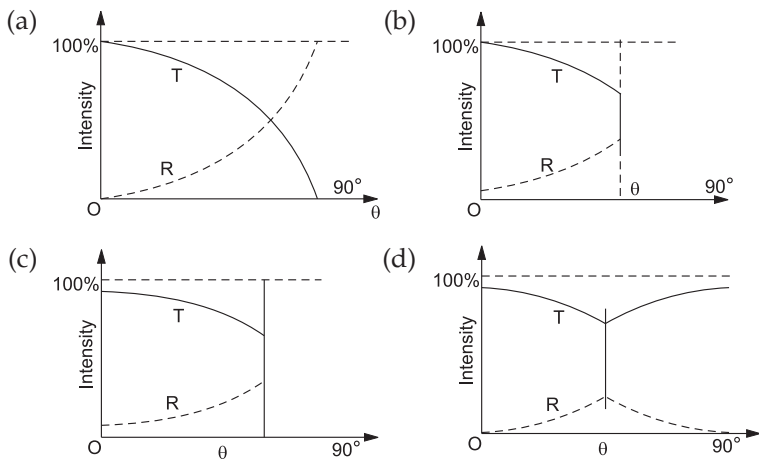 (a)
100%
Intensity
T
R
O
90°
θ
(b)
100%
Intensity
T
R
O
θ
90°
(c)
100%
Intensity
T
R
O
θ
90°
(d)
100%
Intensity
T
R
O
θ
90°